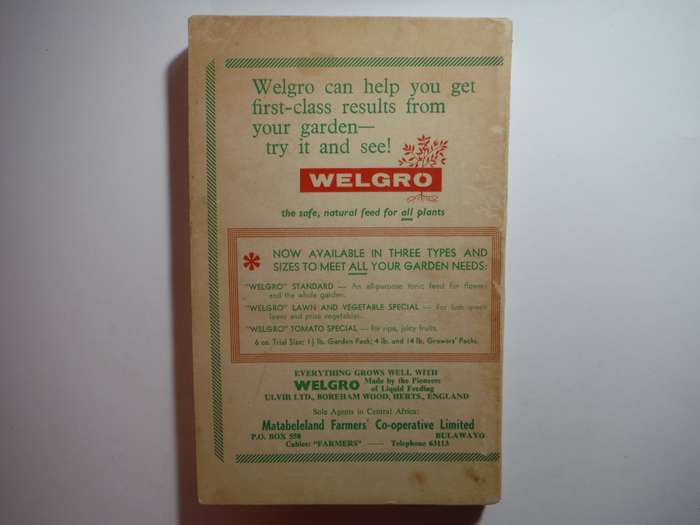 Welgro can help you get
first-class results from
your garden—
try it and see!
WELGRO
the safe, natural feed for all plants
* NOW AVAILABLE IN THREE TYPES AND
SIZES TO MEET ALL YOUR GARDEN NEEDS:
"WELGRO" STANDARD — An all-purpose tonic feed for flowers
and the whole garden.
"WELGRO" LAWN AND VEGETABLE SPECIAL — For lush green
lawns and prize vegetables.
"WELGRO" TOMATO SPECIAL — for ripe, juicy fruits.
6 oz. Trial Size; 1½ lb. Garden Pack; 4 lb. and 14 lb. Growers' Packs.
EVERYTHING GROWS WELL WITH
WELGRO Made by the Pioneers
of Liquid Feeding
ULVIR LTD., BOREHAM WOOD, HERTS., ENGLAND
Sole Agents in Central Africa:
Matabeleland Farmers' Co-operative Limited
P.O. BOX 558 BULAWAYO
Cables: "FARMERS" — Telephone 63113